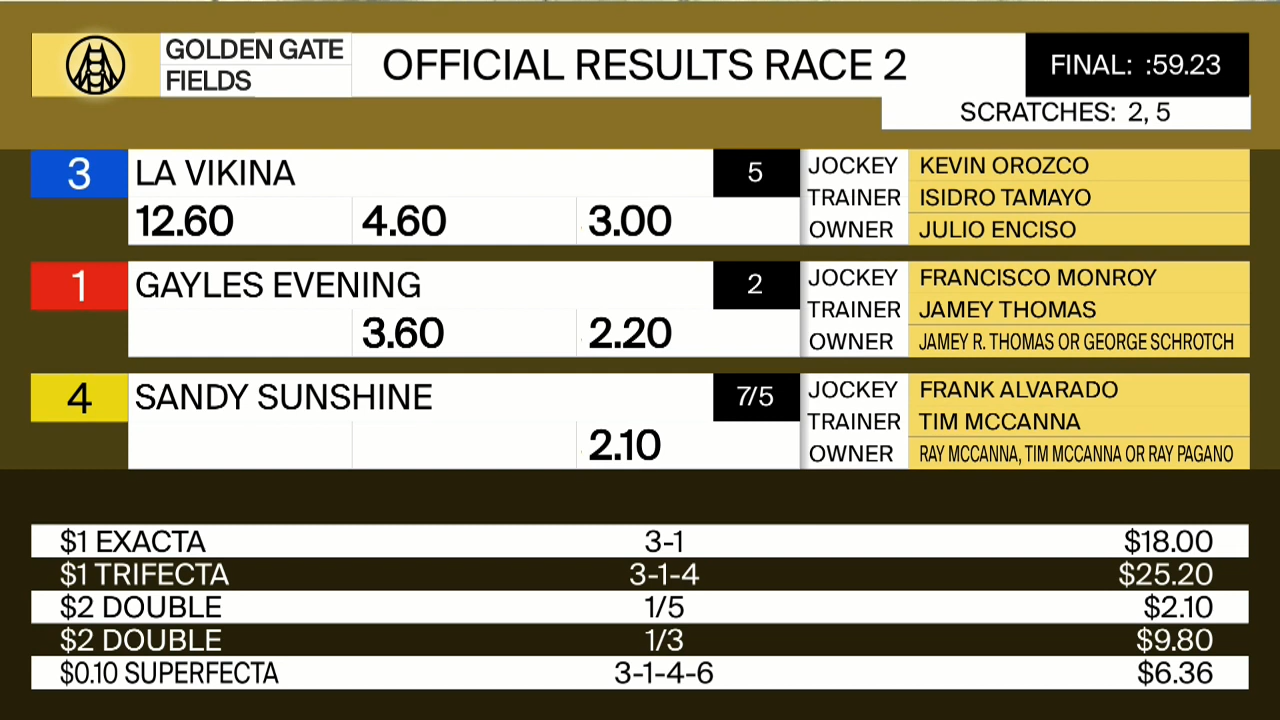 GOLDEN GATE
FIELDS
OFFICIAL RESULTS RACE 2
FINAL: :59.23
SCRATCHES: 2, 5
3 LA VIKINA 5
12.60 4.60 3.00
JOCKEY KEVIN OROZCO
TRAINER ISIDRO TAMAYO
OWNER JULIO ENCISO
1 GAYLES EVENING 2
3.60 2.20
JOCKEY FRANCISCO MONROY
TRAINER JAMEY THOMAS
OWNER JAMEY R. THOMAS OR GEORGE SCHROTCH
4 SANDY SUNSHINE 7/5
2.10
JOCKEY FRANK ALVARADO
TRAINER TIM MCCANNA
OWNER RAY MCCANNA, TIM MCCANNA OR RAY PAGANO
$1 EXACTA 3-1 $18.00
$1 TRIFECTA 3-1-4 $25.20
$2 DOUBLE 1/5 $2.10
$2 DOUBLE 1/3 $9.80
$0.10 SUPERFECTA 3-1-4-6 $6.36